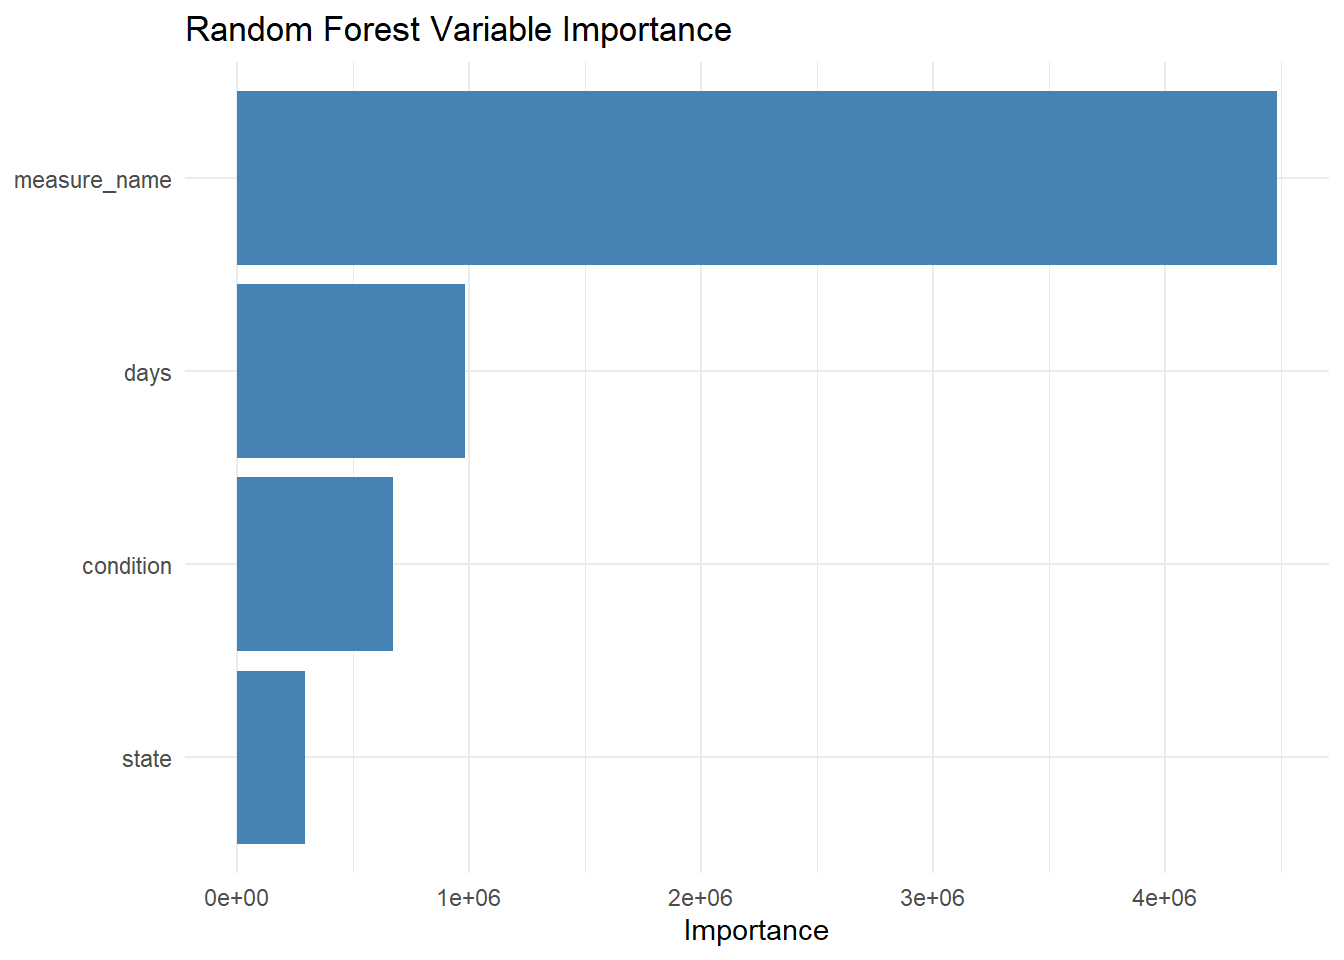 Random Forest Variable Importance
measure_name
days
condition
state
0e+00 1e+06 2e+06 3e+06 4e+06
Importance